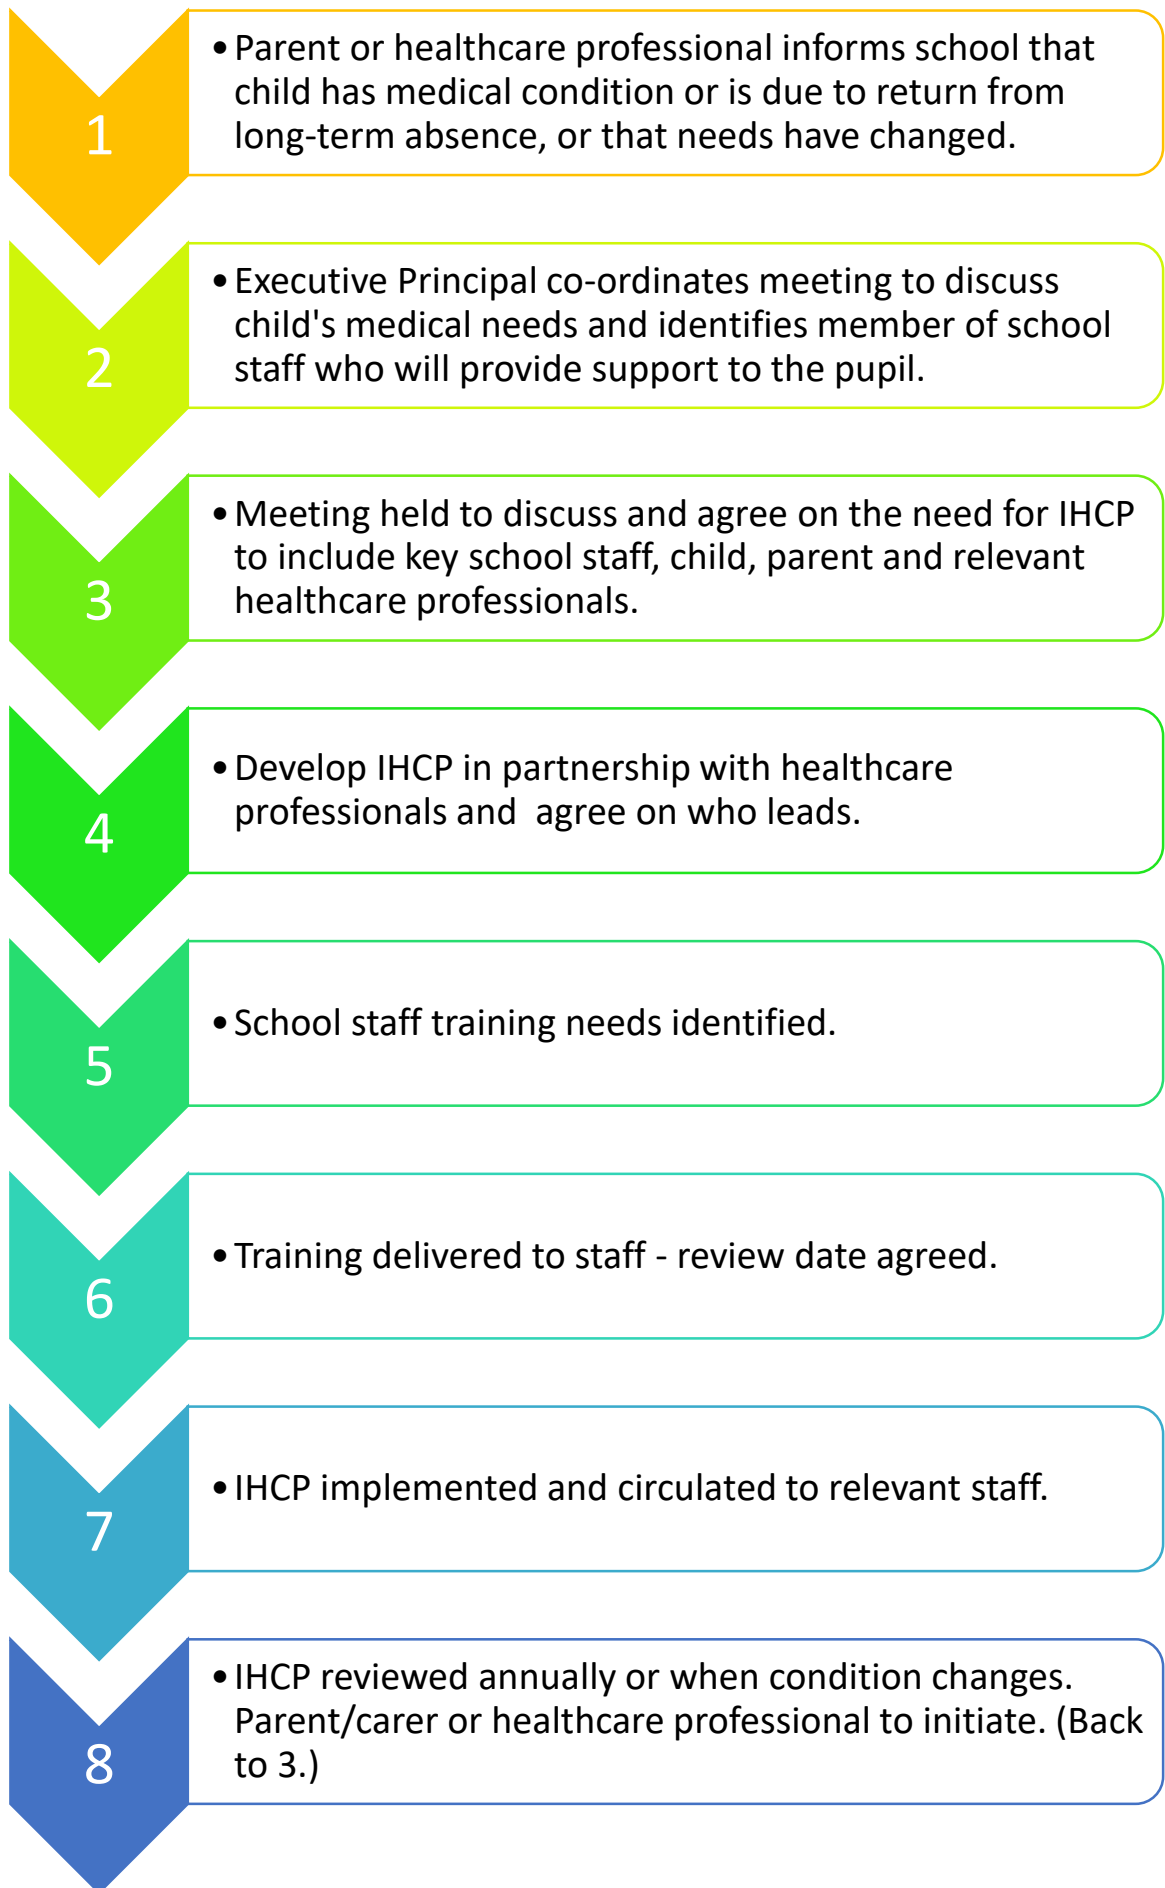 1
• Parent or healthcare professional informs school that
child has medical condition or is due to return from
long-term absence, or that needs have changed.
2
• Executive Principal co-ordinates meeting to discuss
child's medical needs and identifies member of school
staff who will provide support to the pupil.
3
• Meeting held to discuss and agree on the need for IHCP
to include key school staff, child, parent and relevant
healthcare professionals.
4
• Develop IHCP in partnership with healthcare
professionals and  agree on who leads.
5
• School staff training needs identified.
6
• Training delivered to staff - review date agreed.
7
• IHCP implemented and circulated to relevant staff.
8
• IHCP reviewed annually or when condition changes.
Parent/carer or healthcare professional to initiate. (Back
to 3.)